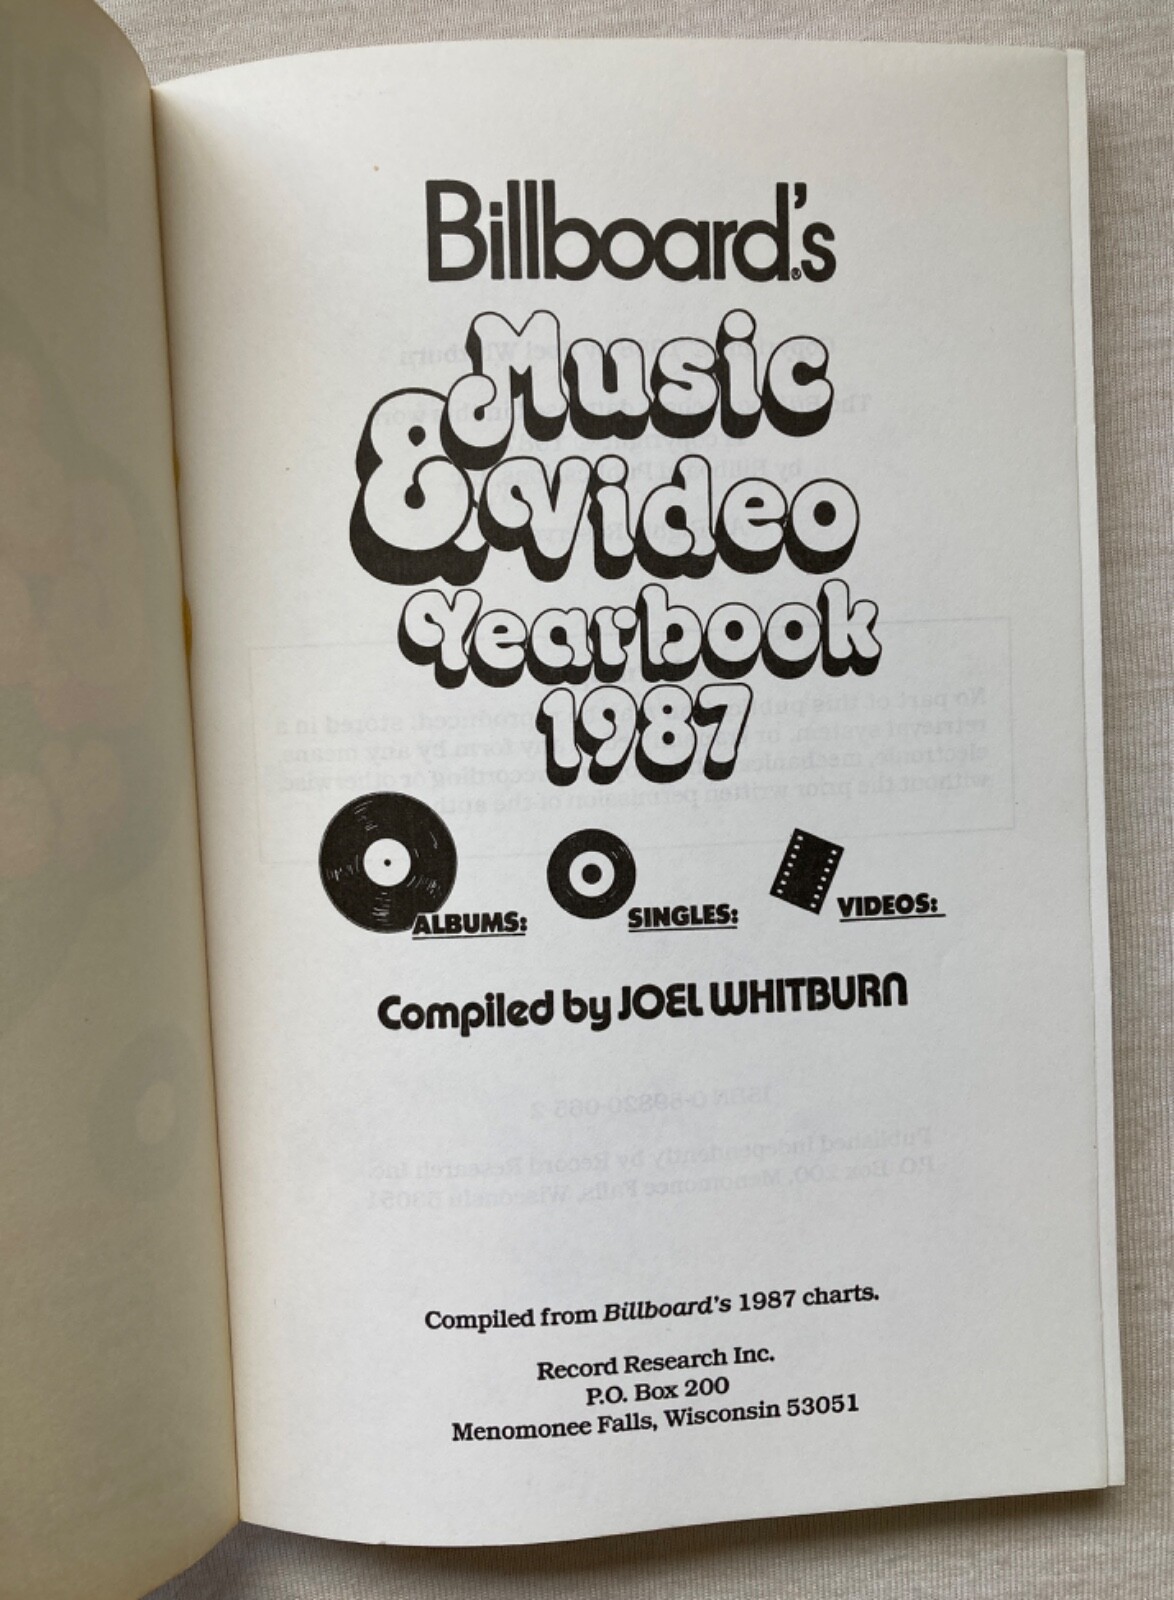 Billboard®'s
Music
& Video
Yearbook
1987
ALBUMS: SINGLES: VIDEOS:
Compiled by JOEL WHITBURN
Compiled from Billboard's 1987 charts.
Record Research Inc.
P.O. Box 200
Menomonee Falls, Wisconsin 53051